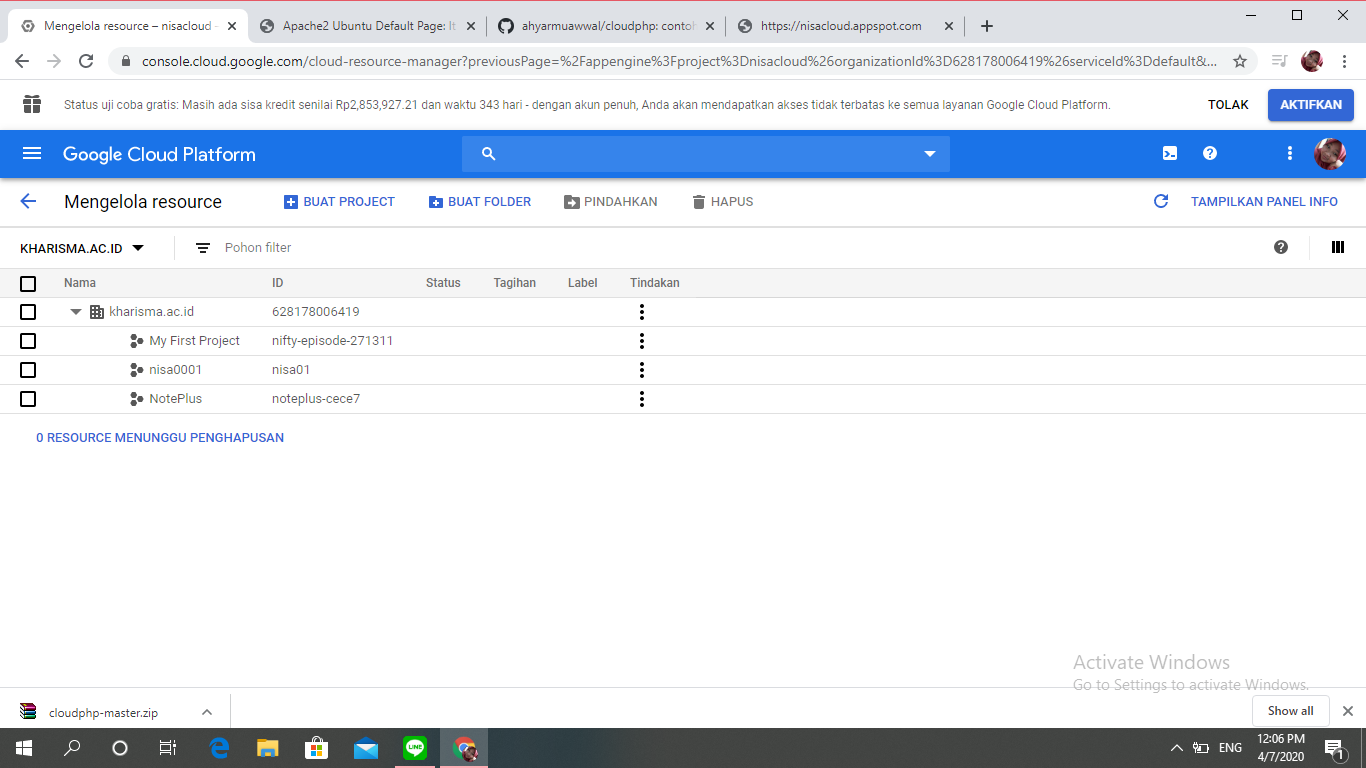 Mengelola resource – nisacloud -
Apache2 Ubuntu Default Page: It
ahyarmuawwal/cloudphp: contoh
https://nisacloud.appspot.com
console.cloud.google.com/cloud-resource-manager?previousPage=%2Fappengine%3Fproject%3Dnisacloud%26organizationId%3D628178006419%26serviceId%3Ddefault&...
Status uji coba gratis: Masih ada sisa kredit senilai Rp2,853,927.21 dan waktu 343 hari - dengan akun penuh, Anda akan mendapatkan akses tidak terbatas ke semua layanan Google Cloud Platform.
TOLAK
AKTIFKAN
Google Cloud Platform
Mengelola resource
BUAT PROJECT
BUAT FOLDER
PINDAHKAN
HAPUS
TAMPILKAN PANEL INFO
KHARISMA.AC.ID
Pohon filter
Nama ID Status Tagihan Label Tindakan
kharisma.ac.id 628178006419
My First Project nifty-episode-271311
nisa0001 nisa01
NotePlus noteplus-cece7
0 RESOURCE MENUNGGU PENGHAPUSAN
Activate Windows
Go to Settings to activate Windows.
cloudphp-master.zip
Show all
LINE
ENG
12:06 PM
4/7/2020
1